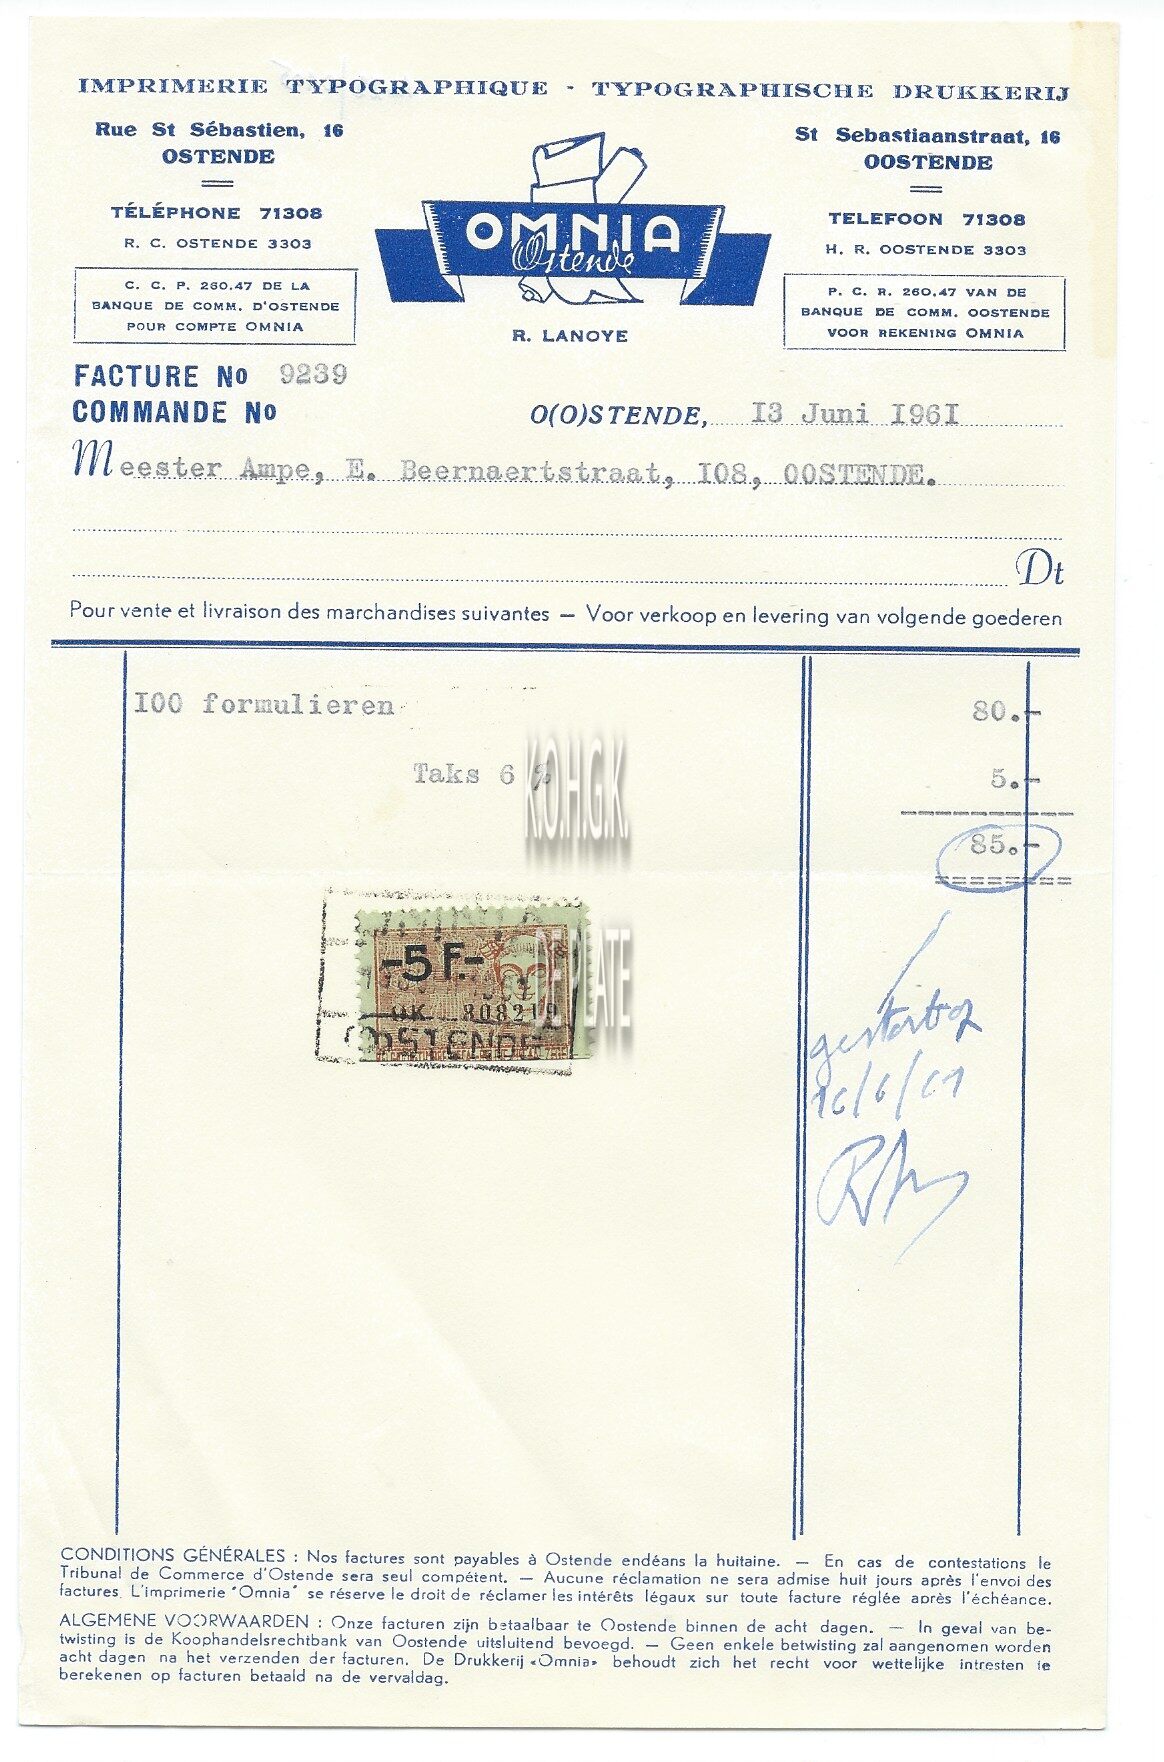 IMPRIMERIE TYPOGRAPHIQUE - TYPOGRAPHISCHE DRUKKERIJ
Rue St Sébastien, 16
OSTENDE
TÉLÉPHONE 71308
R. C. OSTENDE 3303
C. C. P. 260.47 DE LA
BANQUE DE COMM. D'OSTENDE
POUR COMPTE OMNIA
OMNIA
Ostende
R. LANOYE
St Sebastiaanstraat, 16
OOSTENDE
TELEFOON 71308
H. R. OOSTENDE 3303
P. C. R. 260.47 VAN DE
BANQUE DE COMM. OOSTENDE
VOOR REKENING OMNIA
FACTURE No 9239
COMMANDE No
O(O)STENDE, I3 Juni I96I
Meester Ampe, E. Beernaertstraat, I08, OOSTENDE.
Dt
Pour vente et livraison des marchandises suivantes — Voor verkoop en levering van volgende goederen
I00 formulieren 80.-
Taks 6 % 5.-
85.-
K.O.H.G.K.
DE PLATE
-5 F.-
808219
OOSTENDE
16/6/61
CONDITIONS GÉNÉRALES : Nos factures sont payables à Ostende endéans la huitaine. — En cas de contestations le
Tribunal de Commerce d'Ostende sera seul compétent. — Aucune réclamation ne sera admise huit jours après l'envoi des
factures. L'imprimerie "Omnia" se réserve le droit de réclamer les intérêts légaux sur toute facture réglée après l'échéance.
ALGEMENE VOORWAARDEN : Onze facturen zijn betaalbaar te Oostende binnen de acht dagen. — In geval van be-
twisting is de Koophandelsrechtbank van Oostende uitsluitend bevoegd. — Geen enkele betwisting zal aangenomen worden
acht dagen na het verzenden der facturen. De Drukkerij «Omnia» behoudt zich het recht voor wettelijke intresten te
berekenen op facturen betaald na de vervaldag.